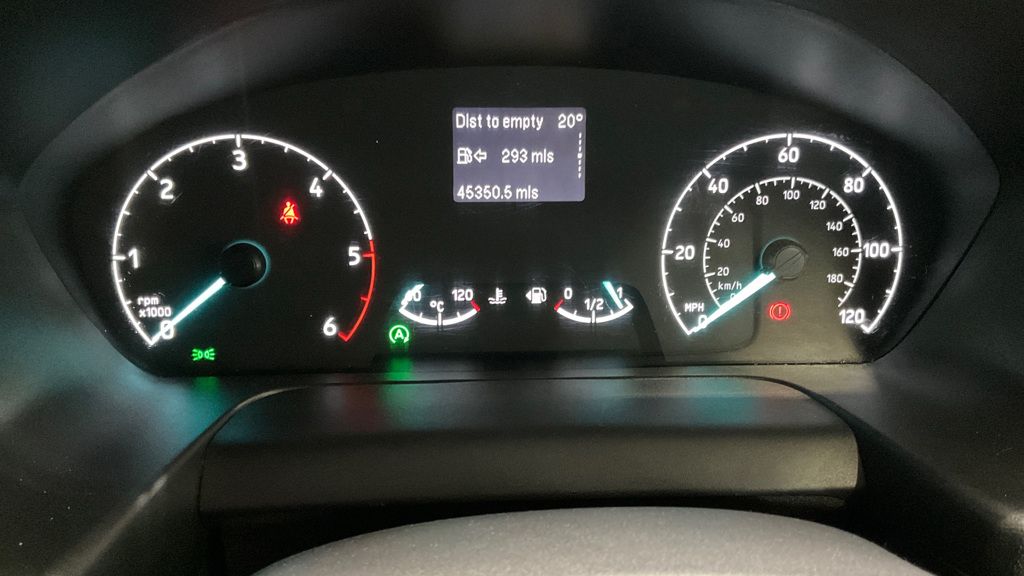 Dist to empty 20°
293 mls
45350.5 mls
0 1 2 3 4 5 6
rpm
x1000
120
°C
0 1/2 1
0 20 40 60 80 100 120
MPH
0 20 40 60 80 100 120 140 160 180
km/h
A
!